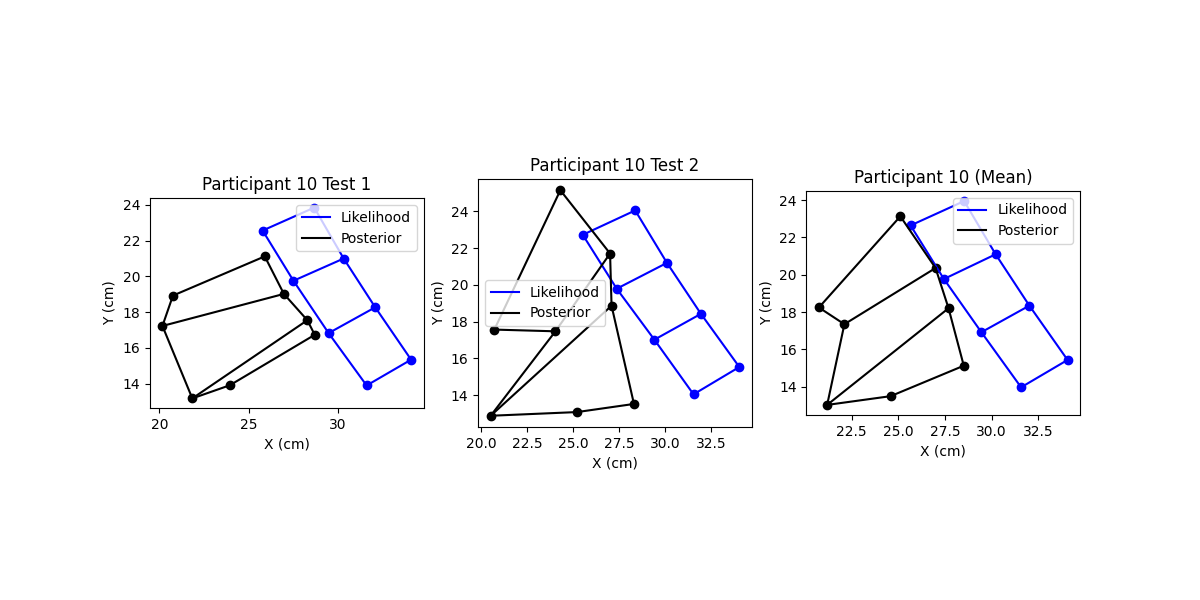 Participant 10 Test 1
Likelihood
Posterior
Y (cm)
24
22
20
18
16
14
20
25
30
X (cm)
Participant 10 Test 2
Likelihood
Posterior
Y (cm)
24
22
20
18
16
14
20.0
22.5
25.0
27.5
30.0
32.5
X (cm)
Participant 10 (Mean)
Likelihood
Posterior
Y (cm)
24
22
20
18
16
14
22.5
25.0
27.5
30.0
32.5
X (cm)